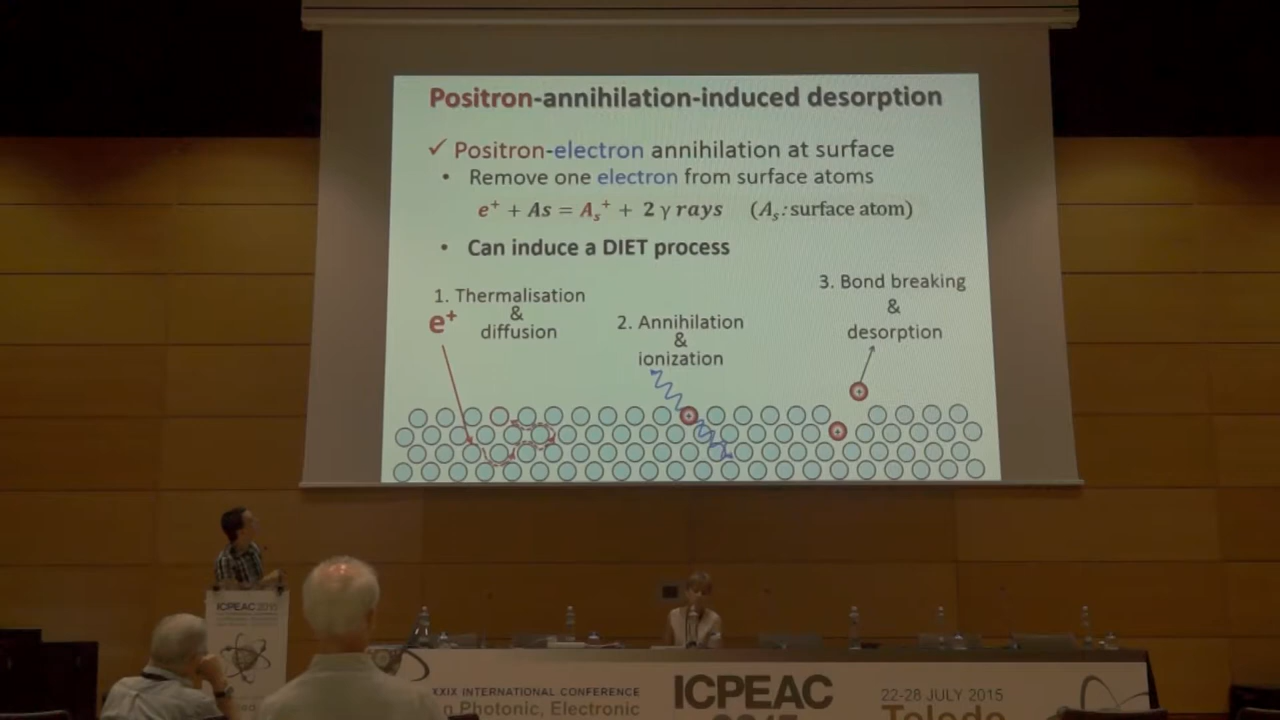 Positron-annihilation-induced desorption
✓ Positron-electron annihilation at surface
• Remove one electron from surface atoms
e⁺ + As = Aₛ⁺ + 2 γ rays (Aₛ: surface atom)
• Can induce a DIET process
1. Thermalisation
&
diffusion
e⁺
2. Annihilation
&
ionization
3. Bond breaking
&
desorption
+
+
+
ICPEAC 2015
XXIX INTERNATIONAL CONFERENCE
n Photonic, Electronic
ICPEAC
2015
22-28 JULY 2015
Toledo